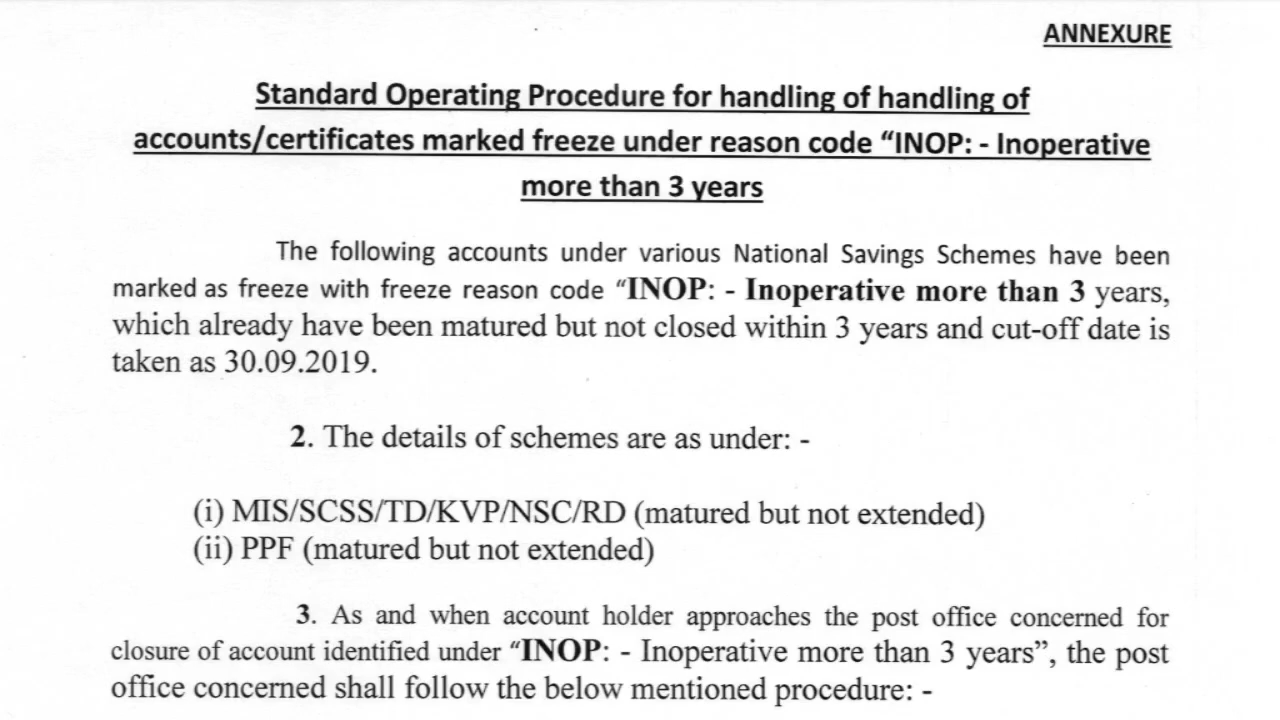 ANNEXURE
Standard Operating Procedure for handling of handling of
accounts/certificates marked freeze under reason code “INOP: - Inoperative
more than 3 years
The following accounts under various National Savings Schemes have been
marked as freeze with freeze reason code “INOP: - Inoperative more than 3 years,
which already have been matured but not closed within 3 years and cut-off date is
taken as 30.09.2019.
2. The details of schemes are as under: -
(i) MIS/SCSS/TD/KVP/NSC/RD (matured but not extended)
(ii) PPF (matured but not extended)
3. As and when account holder approaches the post office concerned for
closure of account identified under “INOP: - Inoperative more than 3 years”, the post
office concerned shall follow the below mentioned procedure: -